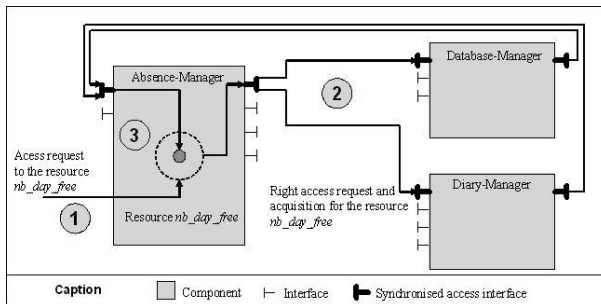 Absence-Manager
Database-Manager
2
3
Acess request
to the resource
nb_day_free
1
Resource nb_day_free
Right access request and
acquisition for the resource
nb_day_free
Diary-Manager
Caption
Component
Interface
Synchronised access interface